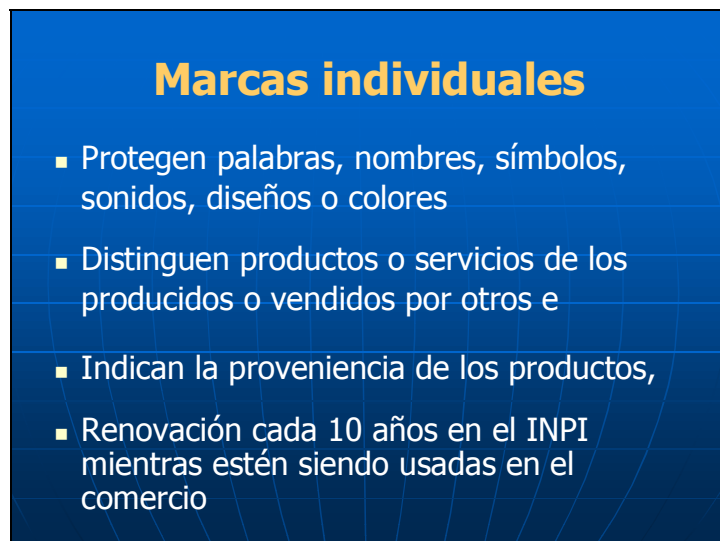 Marcas individuales
Protegen palabras, nombres, símbolos,
sonidos, diseños o colores
Distinguen productos o servicios de los
producidos o vendidos por otros e
Indican la proveniencia de los productos,
Renovación cada 10 años en el INPI
mientras estén siendo usadas en el
comercio